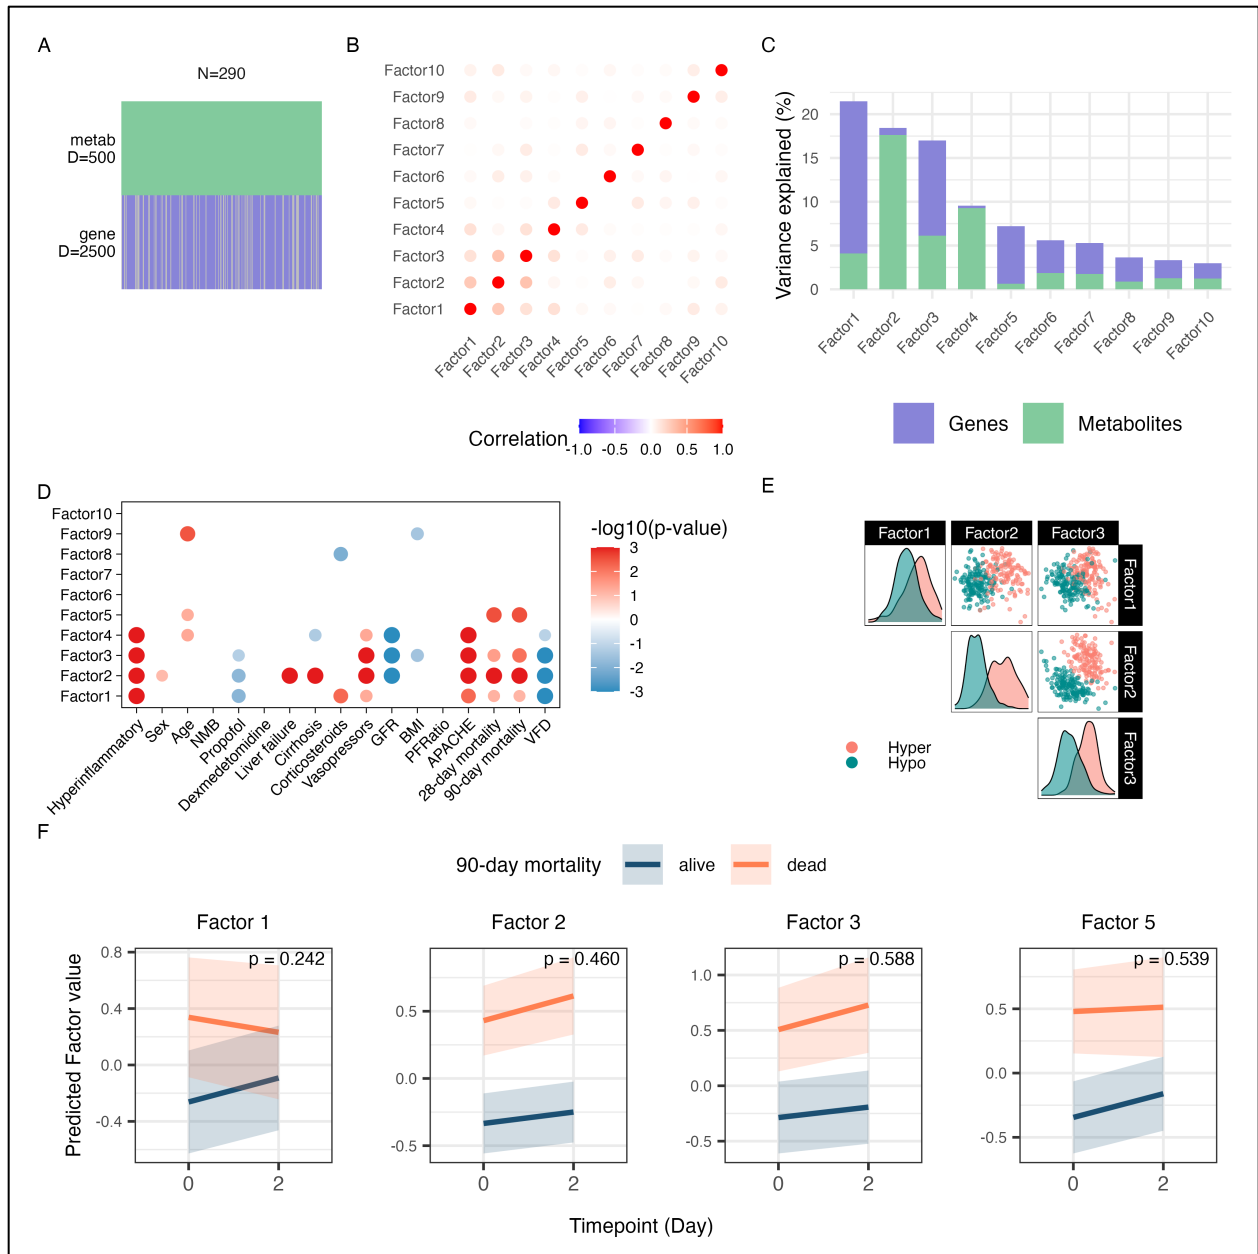 A
N=290
metab
D=500
gene
D=2500
B
Factor10
Factor9
Factor8
Factor7
Factor6
Factor5
Factor4
Factor3
Factor2
Factor1
Factor1
Factor2
Factor3
Factor4
Factor5
Factor6
Factor7
Factor8
Factor9
Factor10
Correlation
-1.0 -0.5 0.0 0.5 1.0
C
Variance explained (%)
20
15
10
5
0
Factor1
Factor2
Factor3
Factor4
Factor5
Factor6
Factor7
Factor8
Factor9
Factor10
Genes
Metabolites
D
Factor10
Factor9
Factor8
Factor7
Factor6
Factor5
Factor4
Factor3
Factor2
Factor1
Hyperinflammatory
Sex
Age
NMB
Propofol
Dexmedetomidine
Liver failure
Cirrhosis
Corticosteroids
Vasopressors
GFR
BMI
PFRatio
APACHE
28-day mortality
90-day mortality
VFD
-log10(p-value)
3
2
1
0
-1
-2
-3
E
Factor1
Factor2
Factor3
Factor1
Factor2
Factor3
Hyper
Hypo
F
90-day mortality
alive
dead
Predicted Factor value
Factor 1
p = 0.242
0.8
0.4
0.0
-0.4
0 2
Factor 2
p = 0.460
0.5
0.0
-0.5
0 2
Factor 3
p = 0.588
1.0
0.5
0.0
-0.5
0 2
Factor 5
p = 0.539
0.5
0.0
-0.5
0 2
Timepoint (Day)